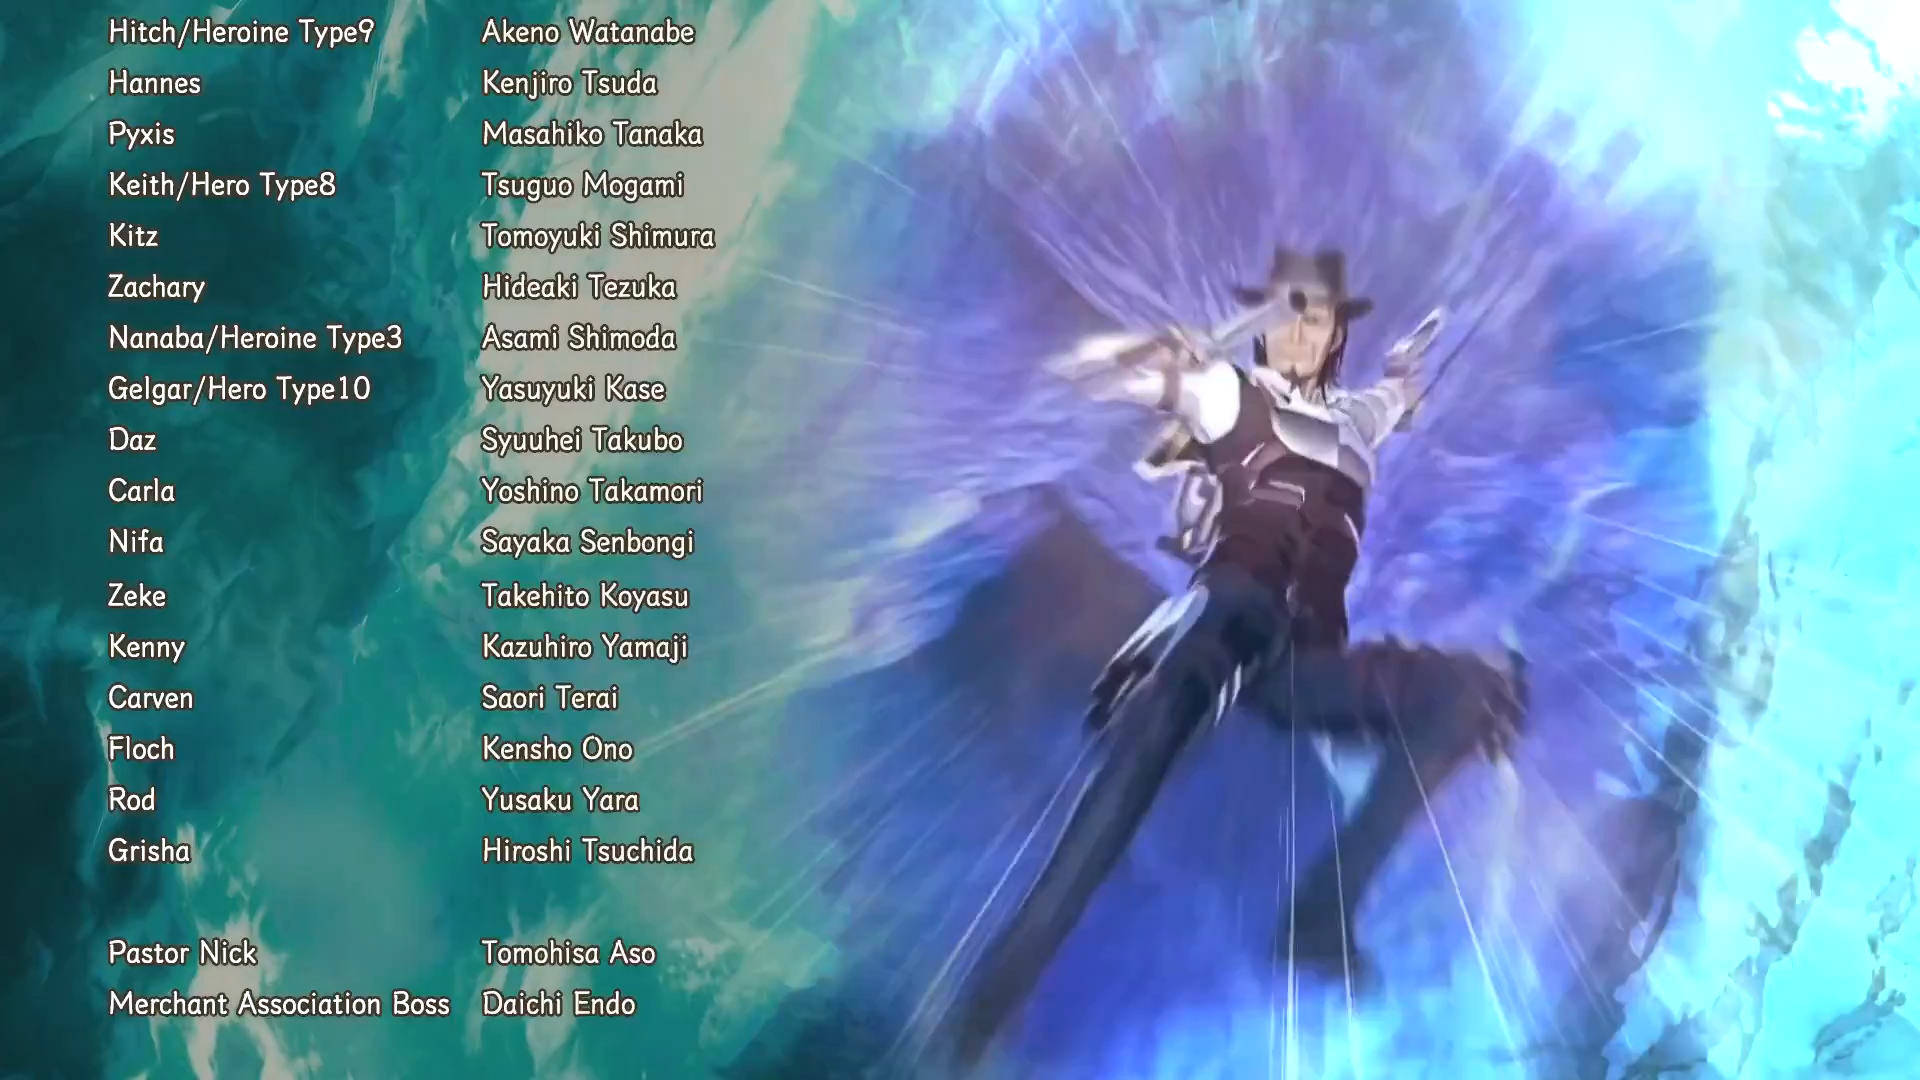 Hitch/Heroine Type9 Akeno Watanabe
Hannes Kenjiro Tsuda
Pyxis Masahiko Tanaka
Keith/Hero Type8 Tsuguo Mogami
Kitz Tomoyuki Shimura
Zachary Hideaki Tezuka
Nanaba/Heroine Type3 Asami Shimoda
Gelgar/Hero Type10 Yasuyuki Kase
Daz Syuuhei Takubo
Carla Yoshino Takamori
Nifa Sayaka Senbongi
Zeke Takehito Koyasu
Kenny Kazuhiro Yamaji
Carven Saori Terai
Floch Kensho Ono
Rod Yusaku Yara
Grisha Hiroshi Tsuchida
Pastor Nick Tomohisa Aso
Merchant Association Boss Daichi Endo